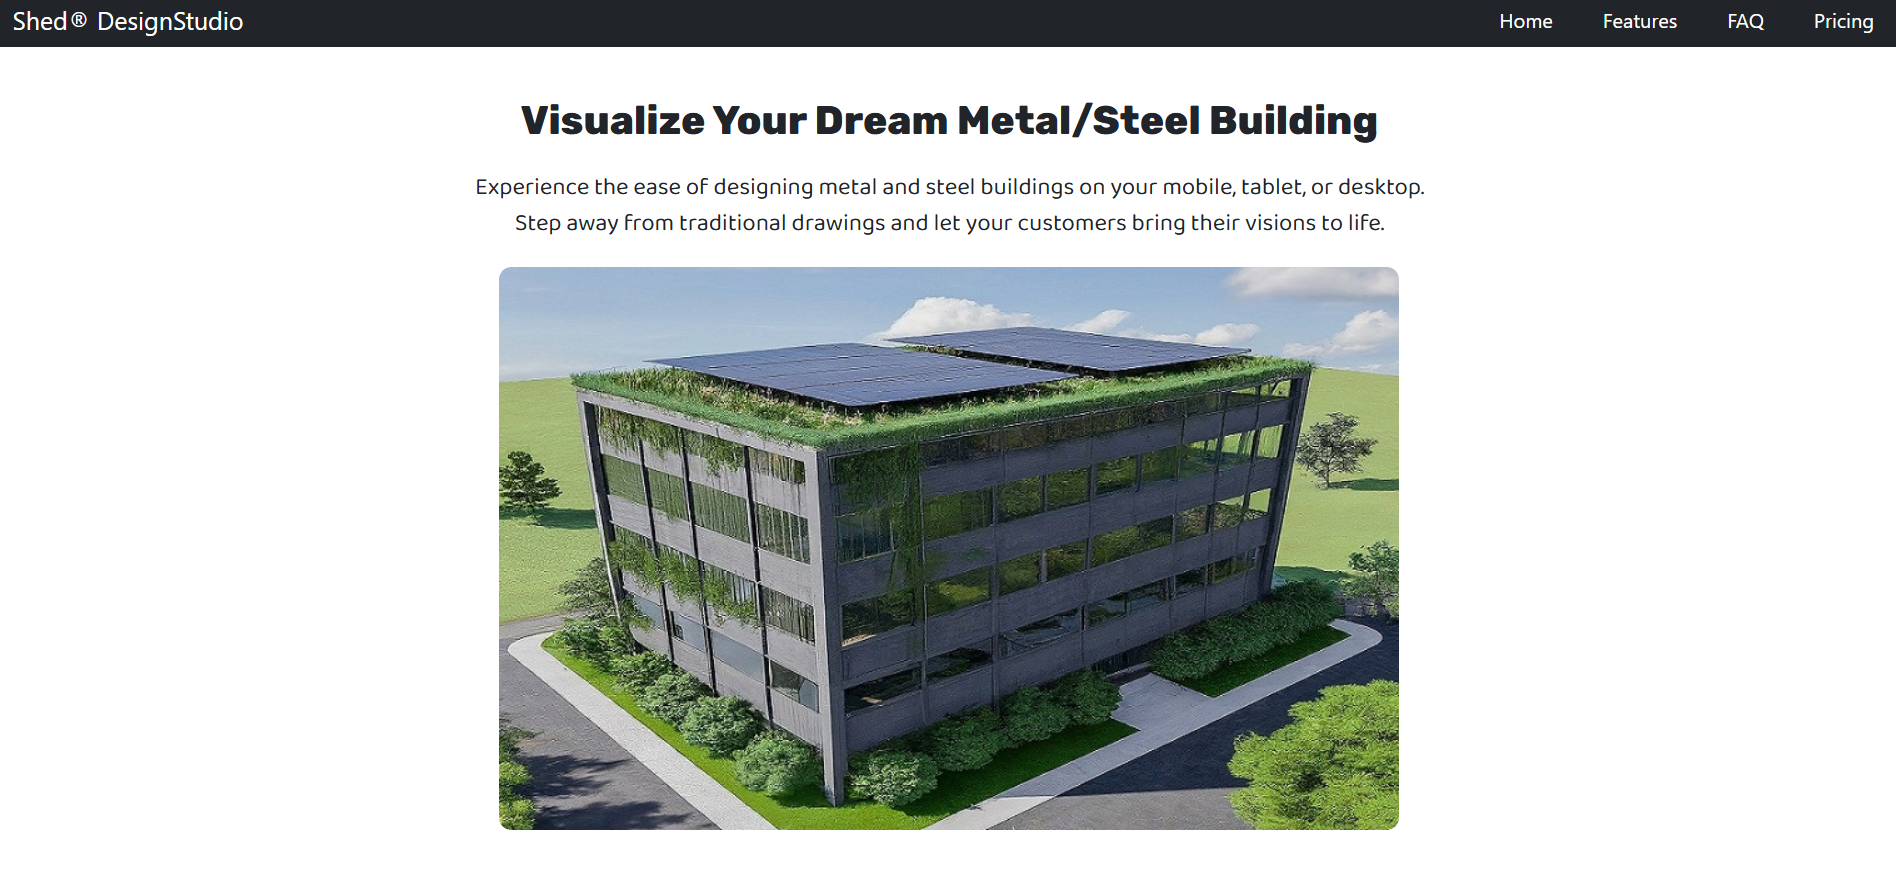 Shed® DesignStudio
Home Features FAQ Pricing
Visualize Your Dream Metal/Steel Building
Experience the ease of designing metal and steel buildings on your mobile, tablet, or desktop.
Step away from traditional drawings and let your customers bring their visions to life.